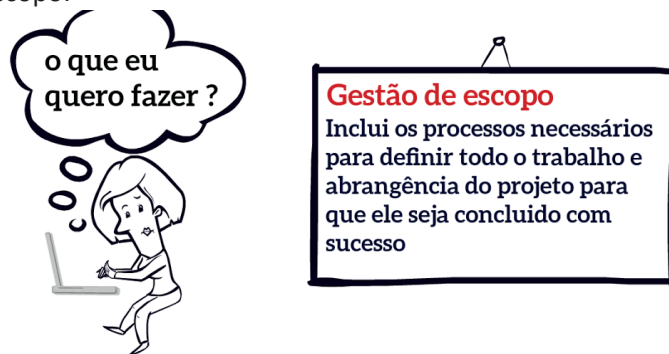 o que eu
quero fazer ?
Gestão de escopo
Inclui os processos necessários
para definir todo o trabalho e
abrangência do projeto para
que ele seja concluido com
sucesso